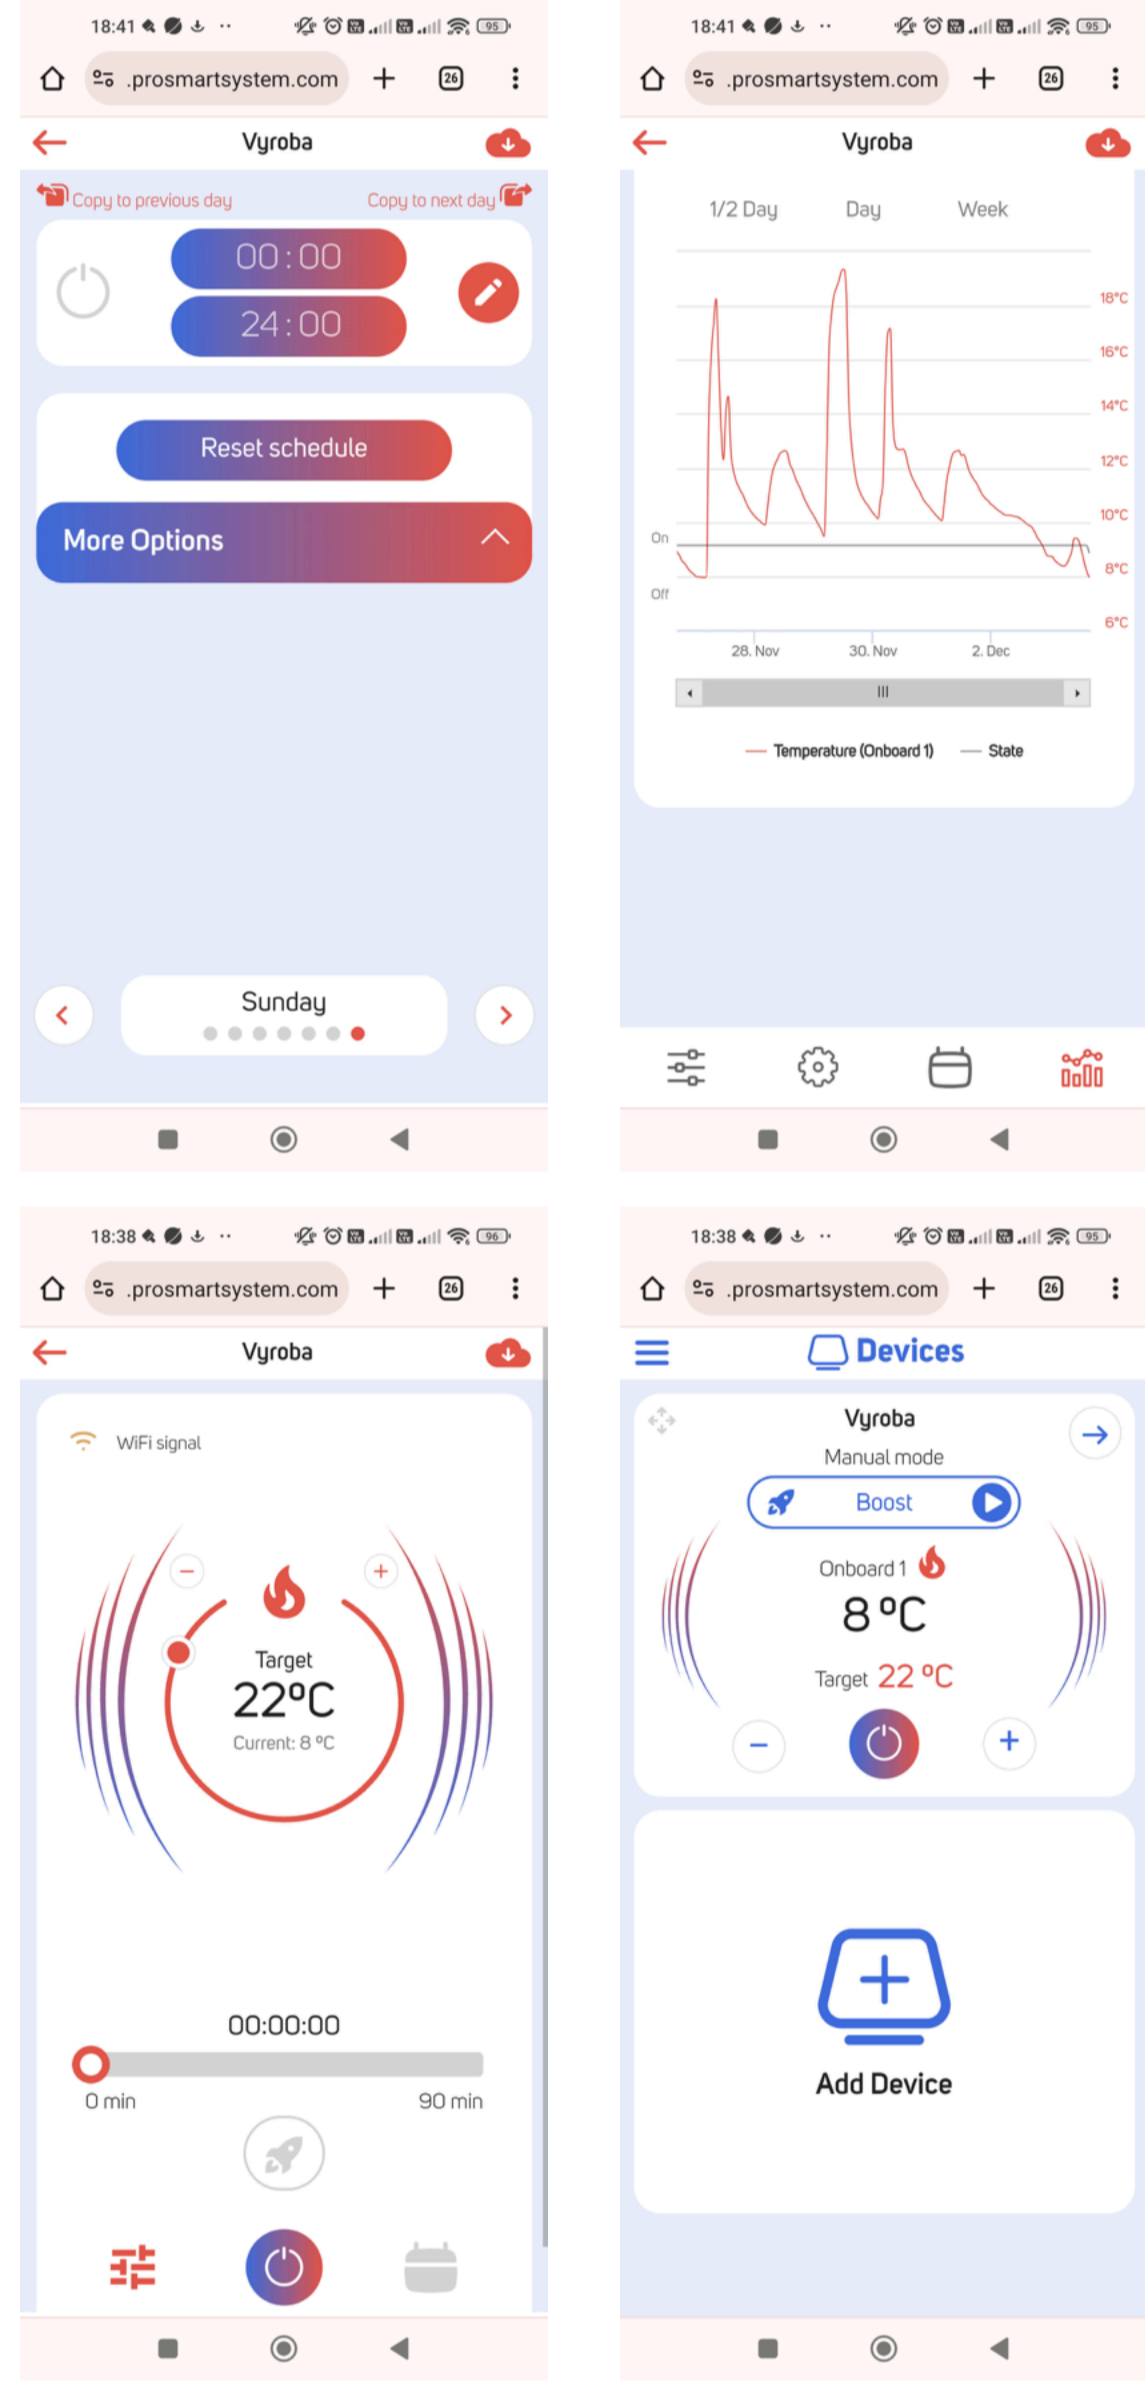 18:41
95
.prosmartsystem.com
26
Vyroba
Copy to previous day
Copy to next day
00:00
24:00
Reset schedule
More Options
Sunday
18:41
95
.prosmartsystem.com
26
Vyroba
1/2 Day
Day
Week
18°C
16°C
14°C
12°C
10°C
On
8°C
Off
6°C
28. Nov
30. Nov
2. Dec
Temperature (Onboard 1)
State
18:38
96
.prosmartsystem.com
26
Vyroba
WiFi signal
Target
22°C
Current: 8 °C
00:00:00
0 min
90 min
18:38
95
.prosmartsystem.com
26
Devices
Vyroba
Manual mode
Boost
Onboard 1
8 °C
Target 22 °C
Add Device